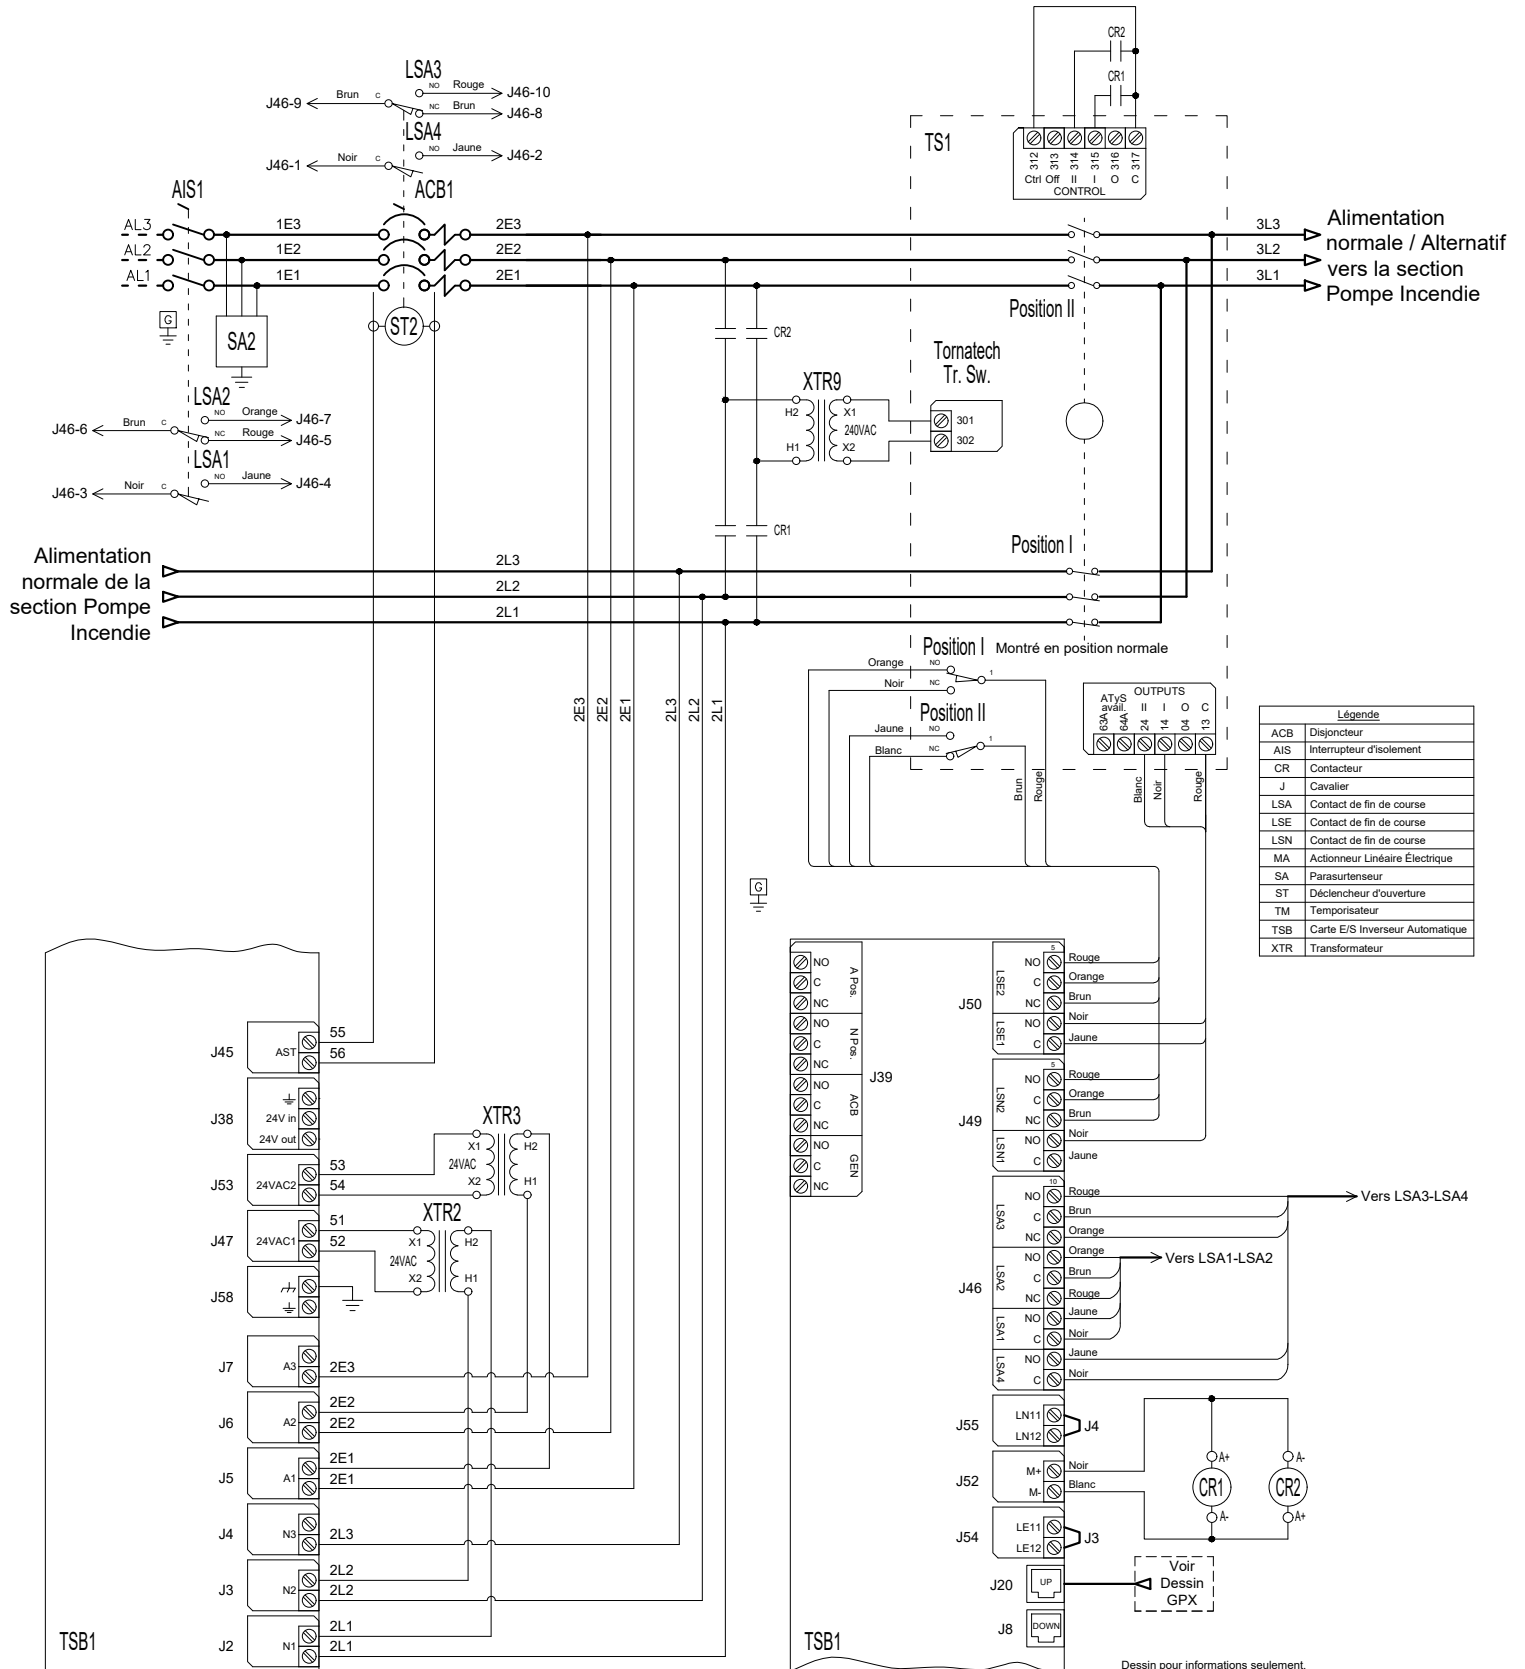 CR2
CR1
LSA3
NO Rouge J46-10
J46-9 Brun C
NC Brun J46-8
LSA4
NO Jaune J46-2
J46-1 Noir C
TS1
312 313 314 315 316 317
Ctrl Off II I O C
CONTROL
AIS1
ACB1
AL3 1E3 2E3 3L3
AL2 1E2 2E2 3L2
AL1 1E1 2E1 3L1
Alimentation
normale / Alternatif
vers la section
Pompe Incendie
G
SA2
ST2
Position II
CR2
Tornatech
Tr. Sw.
XTR9
H2 X1
240VAC
H1 X2
301
302
LSA2
NO Orange J46-7
J46-6 Brun C
NC Rouge J46-5
LSA1
NO Jaune J46-4
J46-3 Noir C
CR1
Position I
Alimentation
normale de la
section Pompe
Incendie
2L3
2L2
2L1
Position I Montré en position normale
Orange NO
1
Noir NC
Position II
Jaune NO
1
Blanc NC
Brun
Rouge
OUTPUTS
ATyS
avail. II I O C
63A 64A 24 14 04 13
Blanc
Noir
Rouge
2E3
2E2
2E1
2L3
2L2
2L1
Légende
ACB Disjoncteur
AIS Interrupteur d'isolement
CR Contacteur
J Cavalier
LSA Contact de fin de course
LSE Contact de fin de course
LSN Contact de fin de course
MA Actionneur Linéaire Électrique
SA Parasurtenseur
ST Déclencheur d'ouverture
TM Temporisateur
TSB Carte E/S Inverseur Automatique
XTR Transformateur
G
J45
AST
55
56
J38
24V in
24V out
J53
24VAC2
53
54
XTR3
X1 H2
24VAC
X2 H1
J47
24VAC1
51
52
XTR2
X1 H2
24VAC
X2 H1
J58
J7
A3
2E3
J6
A2
2E2
2E2
J5
A1
2E1
2E1
J4
N3
2L3
J3
N2
2L2
2L2
J2
N1
2L1
2L1
TSB1
J39
A Pos.
NO
C
NC
N Pos.
NO
C
NC
ACB
NO
C
NC
GEN
NO
C
NC
J50
5
LSE2
NO Rouge
C Orange
NC Brun
LSE1
NO Noir
C Jaune
J49
5
LSN2
NO Rouge
C Orange
NC Brun
LSN1
NO Noir
C Jaune
J46
10
LSA3
NO Rouge
C Brun
NC Orange
Vers LSA3-LSA4
LSA2
NO Orange
C Brun
NC Rouge
Vers LSA1-LSA2
LSA1
NO Jaune
C Noir
LSA4
NO Jaune
C Noir
J55
LN11
LN12
J4
J52
M+ Noir
M- Blanc
A+ A-
CR1 CR2
A- A+
J54
LE11
LE12
J3
J20
UP
Voir
Dessin
GPX
J8
DOWN
TSB1
Dessin pour informations seulement.